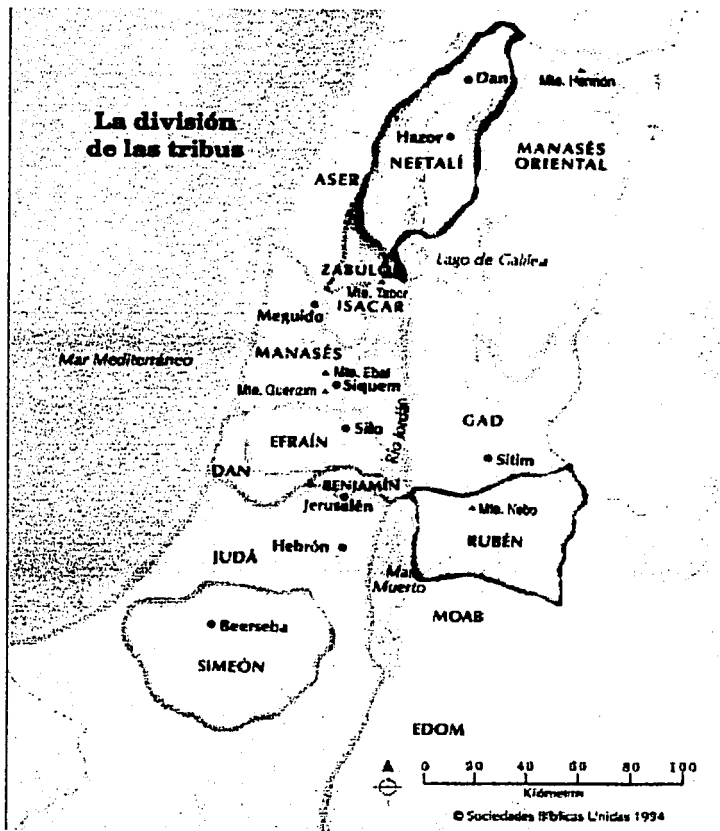 La división
de las tribus
Dan
Mte. Hermón
Hazor
NEFTALÍ
MANASÉS
ORIENTAL
ASER
Lago de Galilea
ZABULÓN
Mte. Tabor
ISACAR
Meguido
MANASÉS
Mar Mediterráneo
Mte. Ebal
Siquem
Mte. Guerizim
Silo
EFRAÍN
Río Jordán
GAD
Sitim
DAN
BENJAMÍN
Jerusalén
Mte. Nebo
RUBÉN
Hebrón
JUDÁ
Mar
Muerto
MOAB
Beerseba
SIMEÓN
EDOM
0 20 40 60 80 100
Kilómetros
© Sociedades Bíblicas Unidas 1994